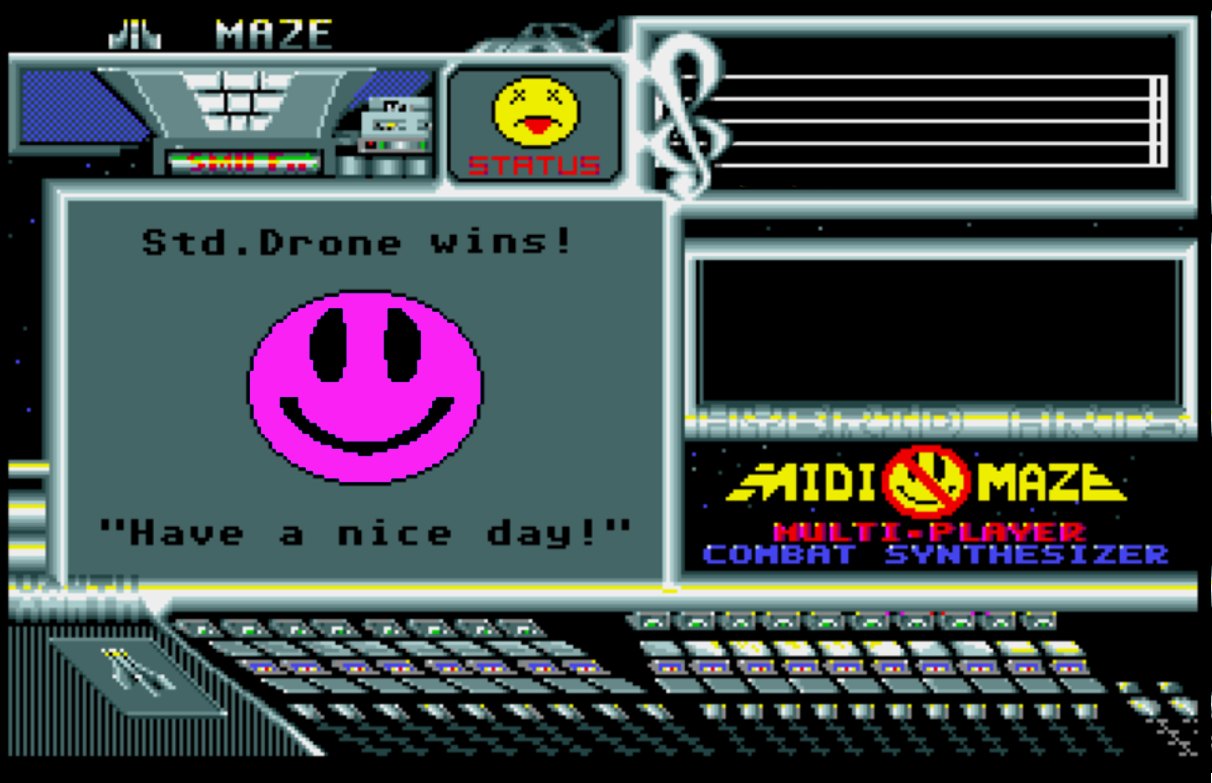 MAZE
STATUS
Std.Drone wins!
"Have a nice day!"
MIDI MAZE
MULTI-PLAYER
COMBAT SYNTHESIZER